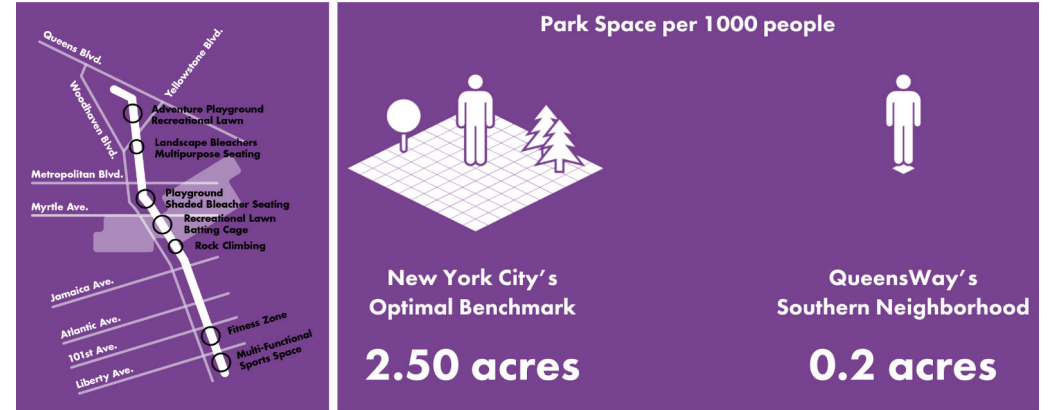 Queens Blvd.
Yellowstone Blvd.
Woodhaven Blvd.
Adventure Playground
Recreational Lawn
Landscape Bleachers
Multipurpose Seating
Metropolitan Blvd.
Playground
Shaded Bleacher Seating
Myrtle Ave.
Recreational Lawn
Batting Cage
Rock Climbing
Jamaica Ave.
Atlantic Ave.
Fitness Zone
101st Ave.
Multi-Functional
Sports Space
Liberty Ave.
Park Space per 1000 people
New York City's
Optimal Benchmark
2.50 acres
QueensWay's
Southern Neighborhood
0.2 acres